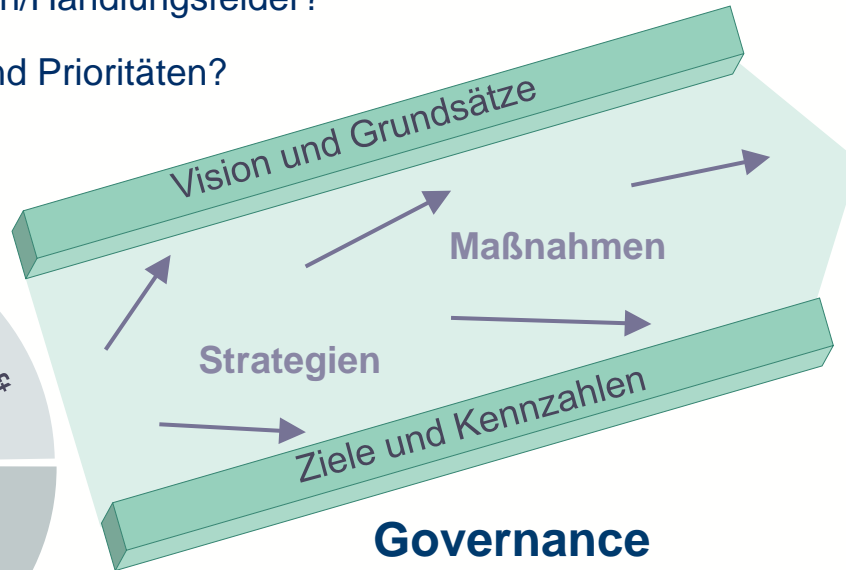 nd Prioritäten?
Vision und Grundsätze
Maßnahmen
Strategien
Ziele und Kennzahlen
Governance